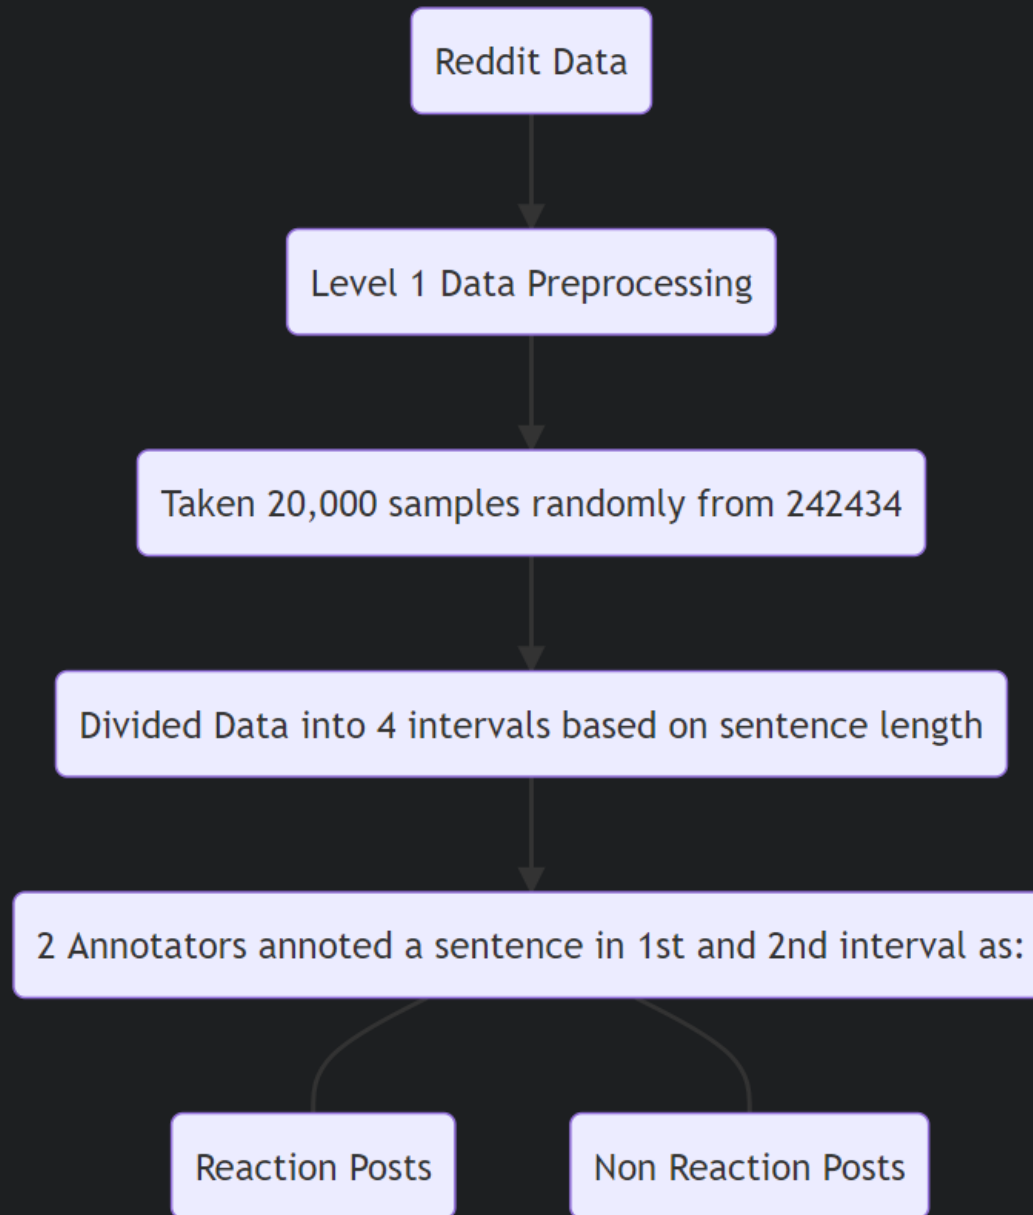 Reddit Data
Level 1 Data Preprocessing
Taken 20,000 samples randomly from 242434
Divided Data into 4 intervals based on sentence length
2 Annotators annoted a sentence in 1st and 2nd interval as:
Reaction Posts
Non Reaction Posts